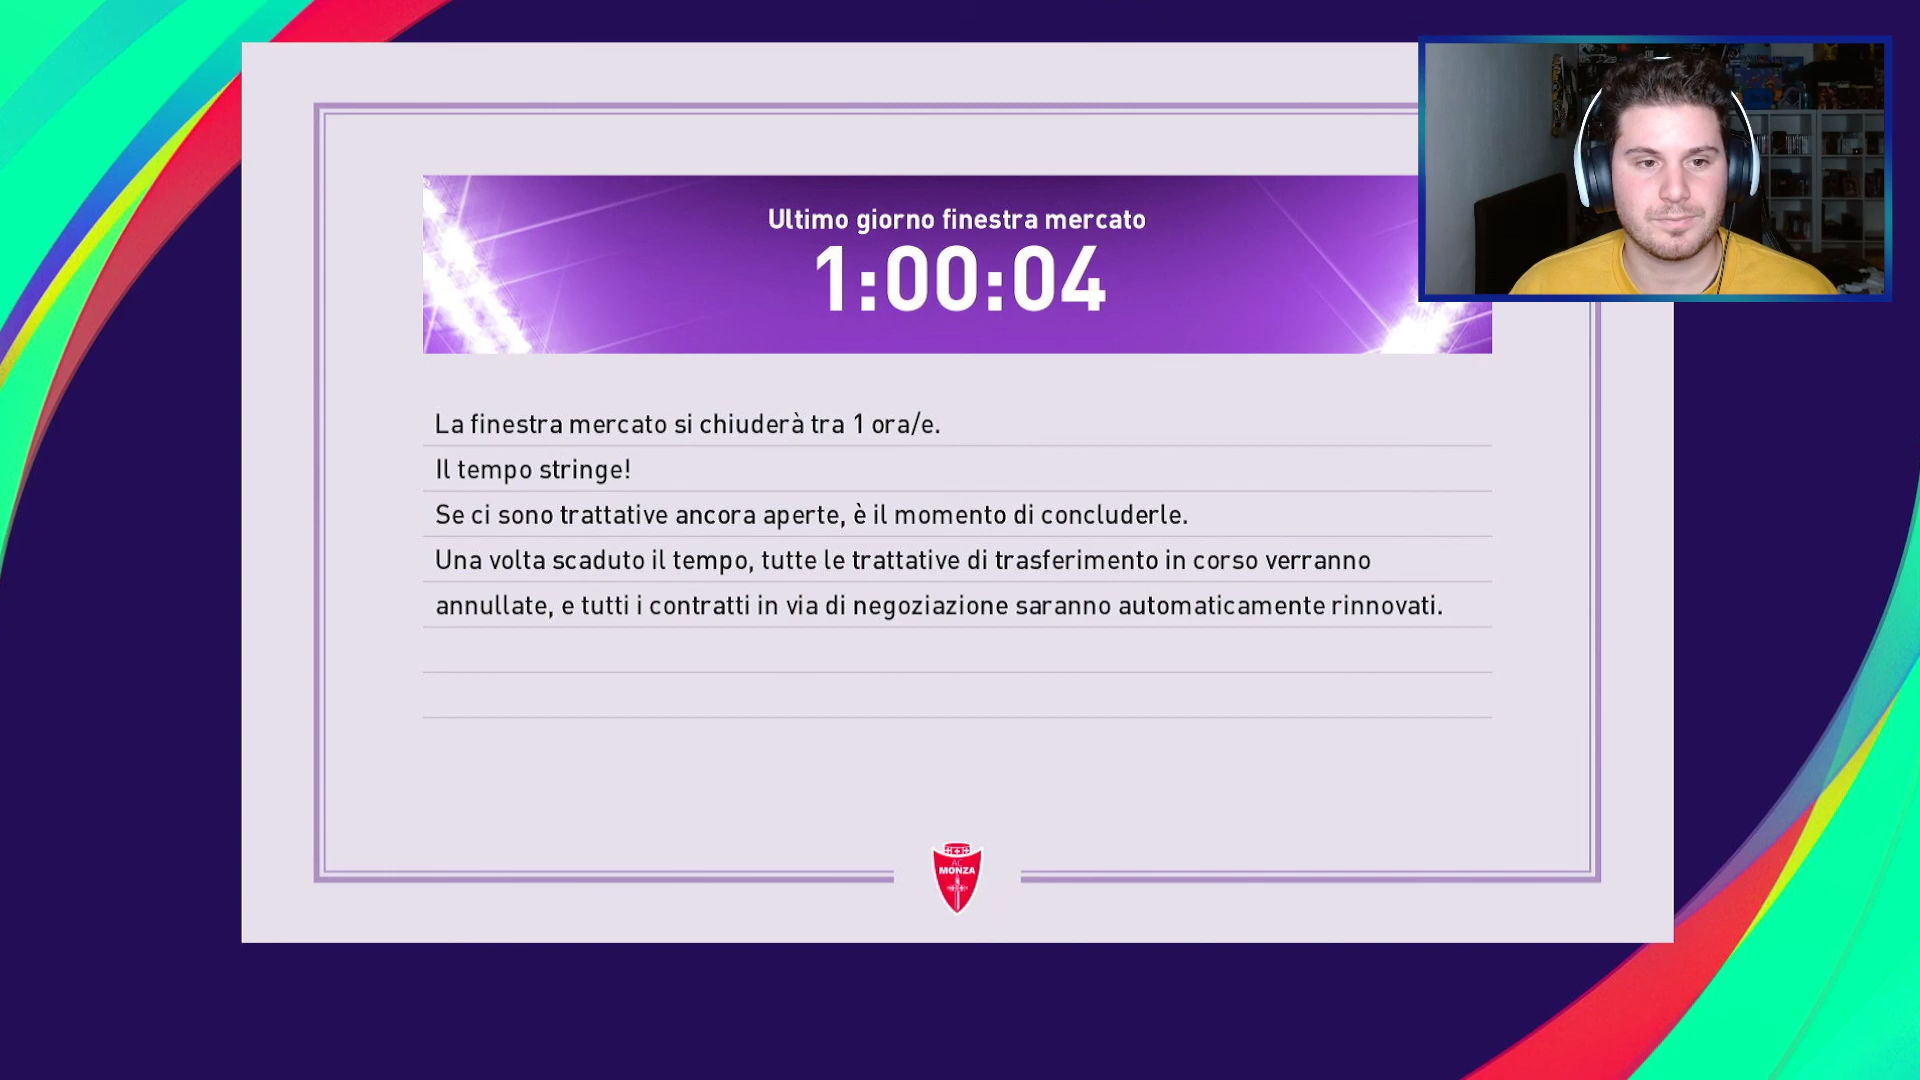 Ultimo giorno finestra mercato
1:00:04
La finestra mercato si chiuderà tra 1 ora/e.
Il tempo stringe!
Se ci sono trattative ancora aperte, è il momento di concluderle.
Una volta scaduto il tempo, tutte le trattative di trasferimento in corso verranno
annullate, e tutti i contratti in via di negoziazione saranno automaticamente rinnovati.
AC
MONZA